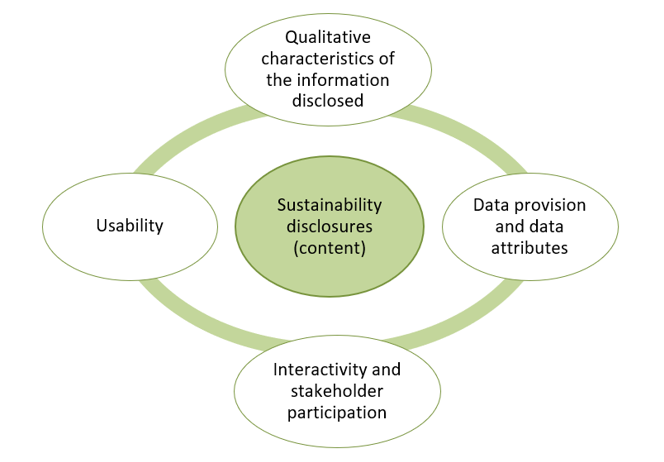 Qualitative
characteristics of
the information
disclosed
Usability
Sustainability
disclosures
(content)
Data provision
and data
attributes
Interactivity and
stakeholder
participation